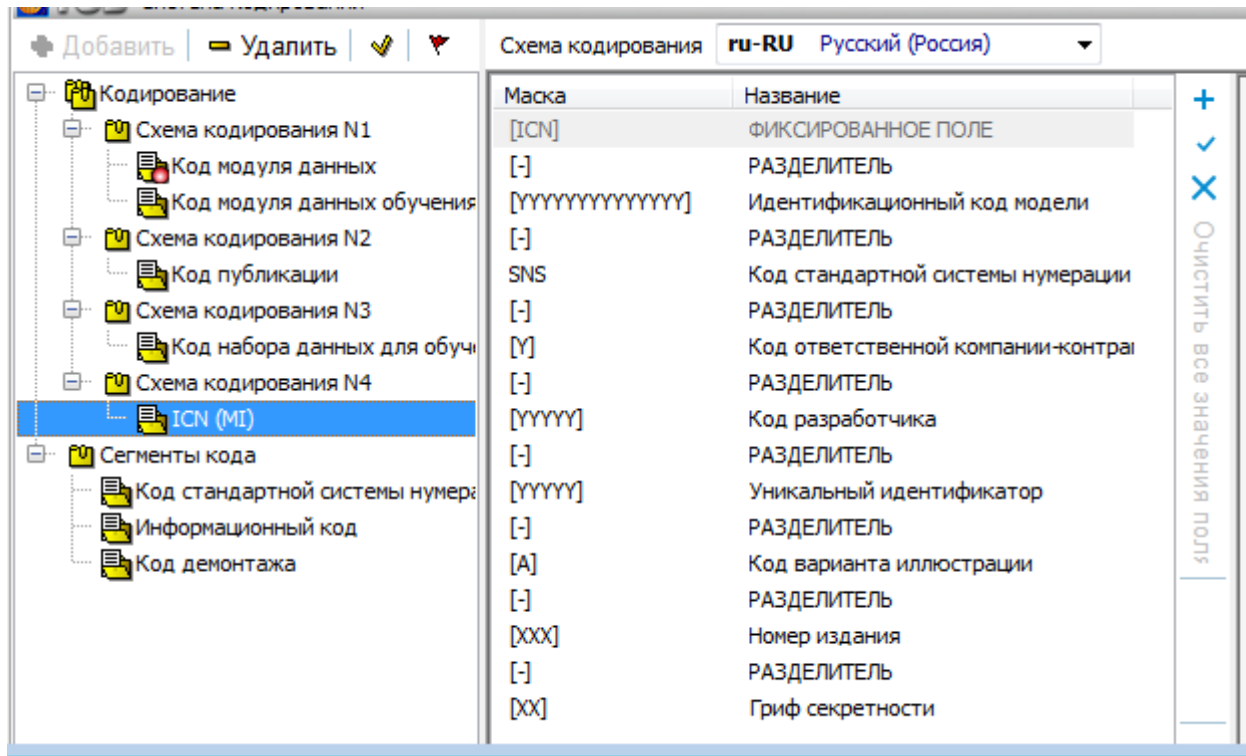 Добавить Удалить
Кодирование
Схема кодирования N1
Код модуля данных
Код модуля данных обучения
Схема кодирования N2
Код публикации
Схема кодирования N3
Код набора данных для
Схема кодирования N4
ICN (MI)
Сегменты кода
Код стандартной системы
Информационный код
Код демонтажа
Схема кодирования ru-RU Русский (Россия)
Маска Название
[ICN] ФИКСИРОВАННОЕ ПОЛЕ
[-] РАЗДЕЛИТЕЛЬ
[YYYYYYYYYYYYYY] Идентификационный код модели
[-] РАЗДЕЛИТЕЛЬ
SNS Код стандартной системы нумерации
[-] РАЗДЕЛИТЕЛЬ
[Y] Код ответственной
[-] РАЗДЕЛИТЕЛЬ
[YYYYY] Код разработчика
[-] РАЗДЕЛИТЕЛЬ
[YYYYY] Уникальный идентификатор
[-] РАЗДЕЛИТЕЛЬ
[A] Код варианта иллюстрации
[-] РАЗДЕЛИТЕЛЬ
[XXX] Номер издания
[-] РАЗДЕЛИТЕЛЬ
[XX] Гриф секретности
Очистить все значения поля